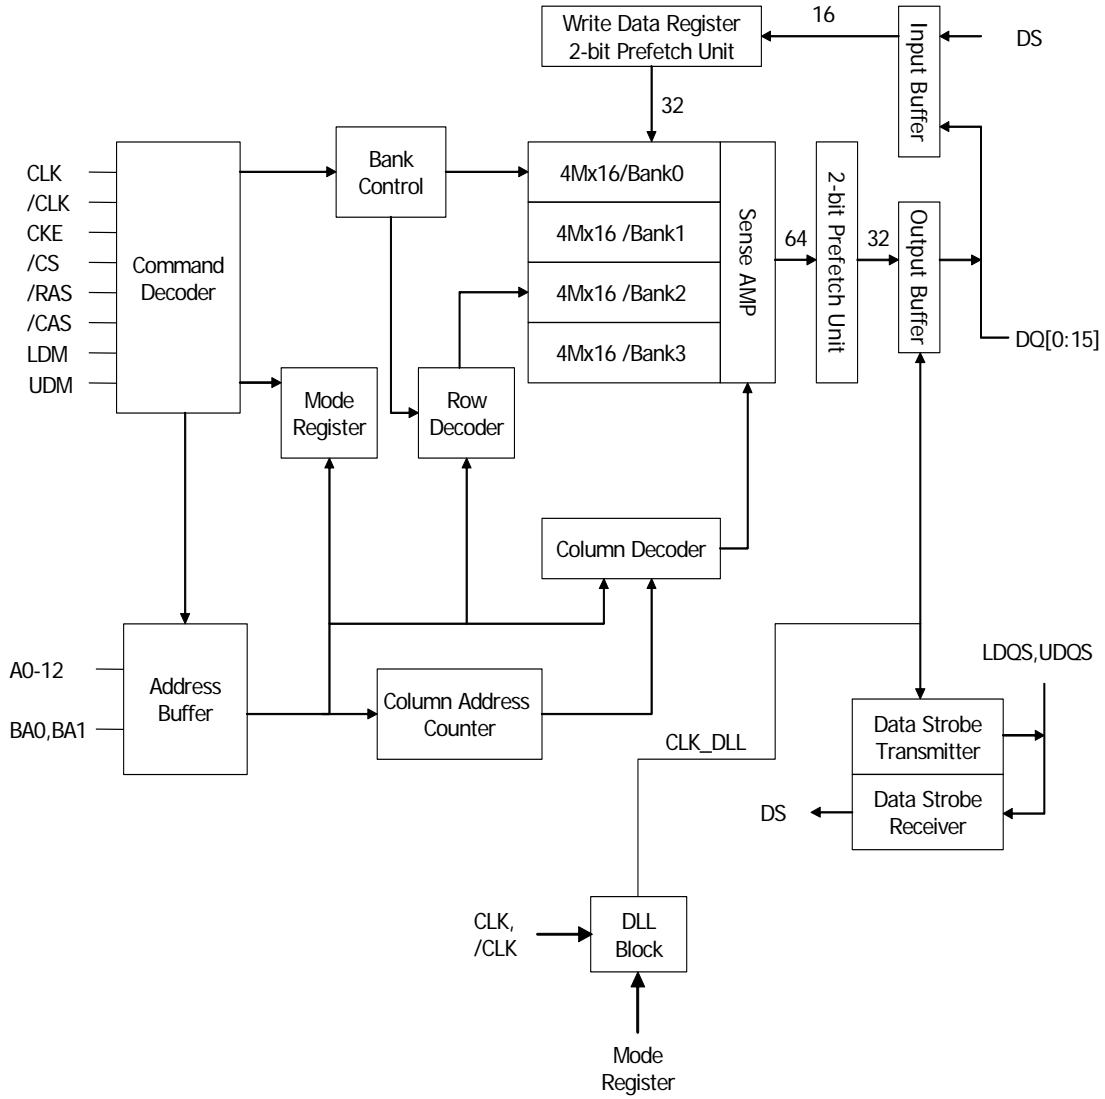 Write Data Register
2-bit Prefetch Unit
16
Input Buffer
DS
32
CLK
/CLK
CKE
/CS
/RAS
/CAS
LDM
UDM
Command
Decoder
Bank
Control
4Mx16/Bank0
4Mx16 /Bank1
4Mx16 /Bank2
4Mx16 /Bank3
Sense AMP
64
2-bit Prefetch Unit
32
Output Buffer
DQ[0:15]
Mode
Register
Row
Decoder
Column Decoder
A0-12
BA0,BA1
Address
Buffer
Column Address
Counter
CLK_DLL
LDQS,UDQS
Data Strobe
Transmitter
Data Strobe
Receiver
DS
CLK,
/CLK
DLL
Block
Mode
Register